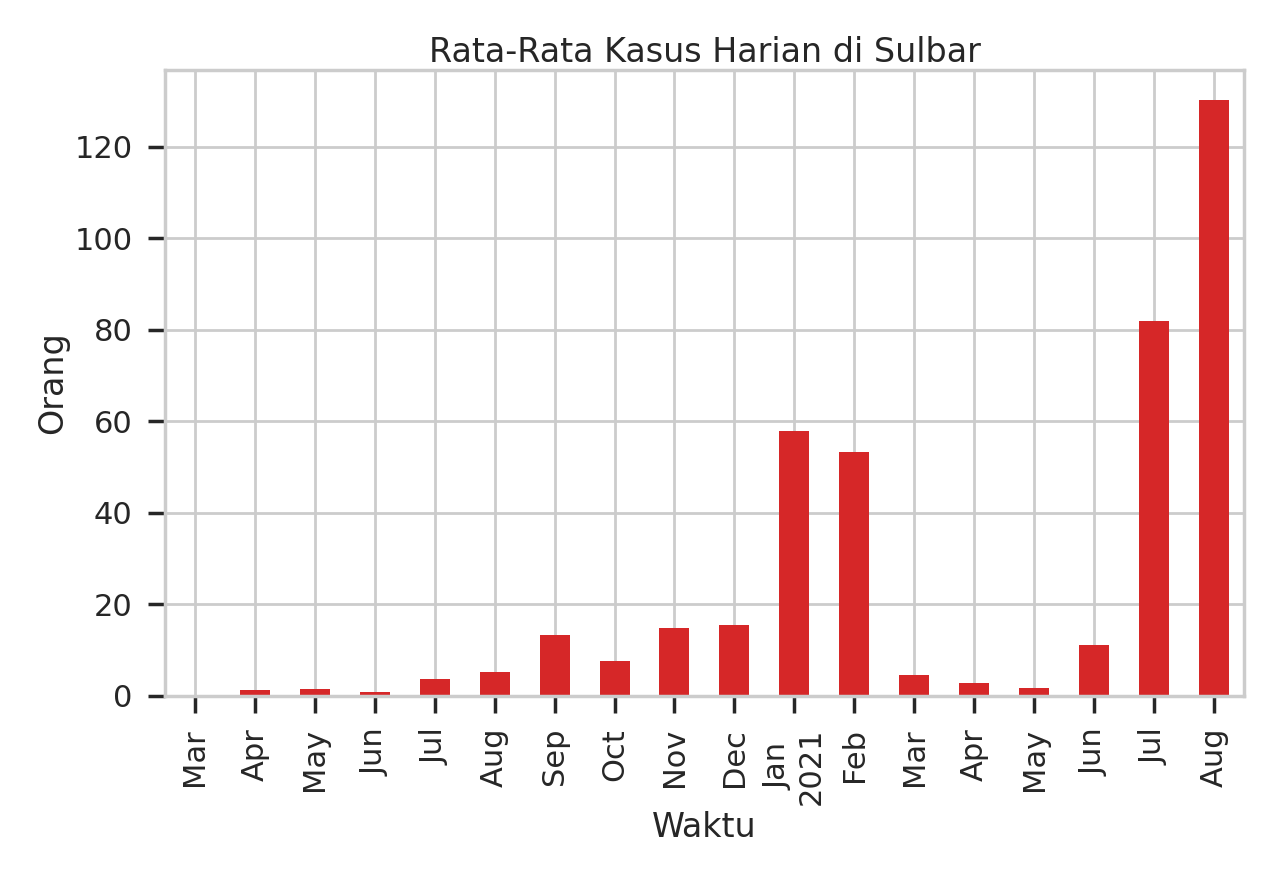 Rata-Rata Kasus Harian di Sulbar
Orang
120
100
80
60
40
20
0
Mar
Apr
May
Jun
Jul
Aug
Sep
Oct
Nov
Dec
Jan
2021
Feb
Mar
Apr
May
Jun
Jul
Aug
Waktu